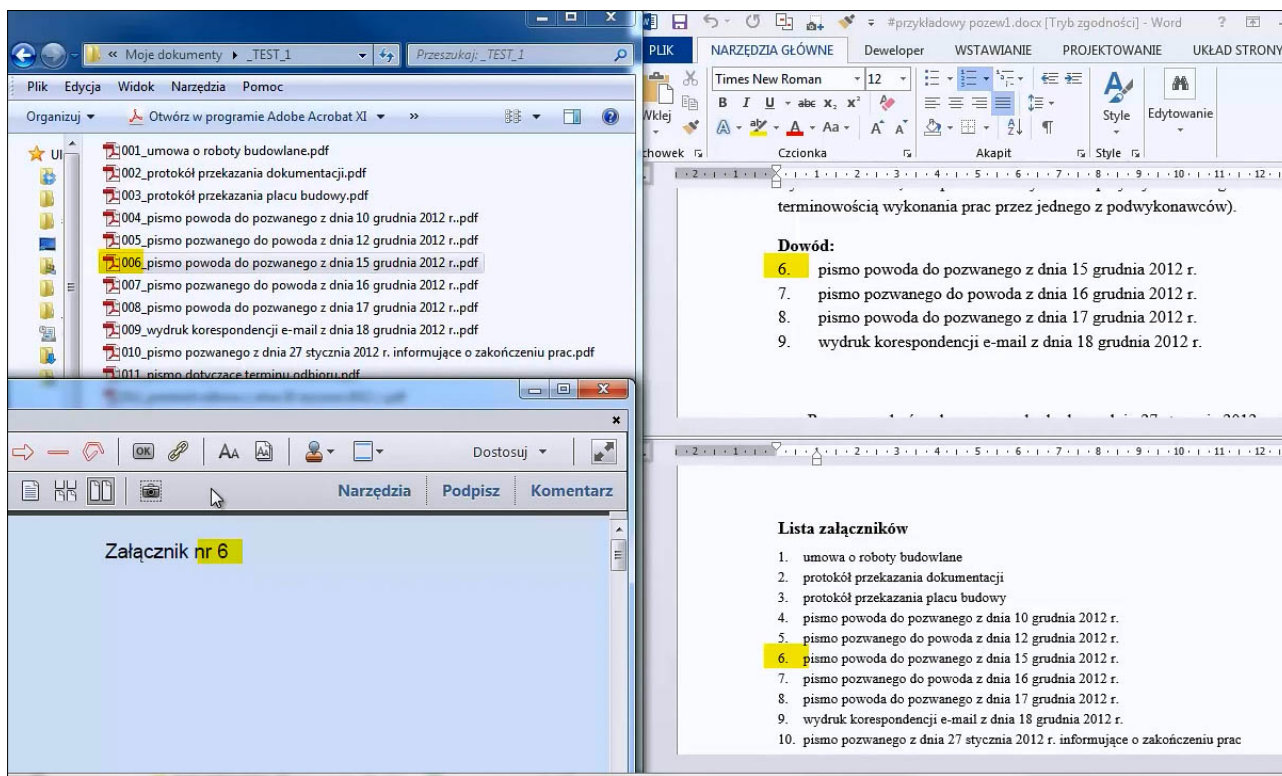 « Moje dokumenty ▸ _TEST_1
Przeszukaj: _TEST_1
Plik Edycja Widok Narzędzia Pomoc
Organizuj
Otwórz w programie Adobe Acrobat XI
»
001_umowa o roboty budowlane.pdf
002_protokół przekazania dokumentacji.pdf
003_protokół przekazania placu budowy.pdf
004_pismo powoda do pozwanego z dnia 10 grudnia 2012 r..pdf
005_pismo pozwanego do powoda z dnia 12 grudnia 2012 r..pdf
006_pismo powoda do pozwanego z dnia 15 grudnia 2012 r..pdf
007_pismo pozwanego do powoda z dnia 16 grudnia 2012 r..pdf
008_pismo powoda do pozwanego z dnia 17 grudnia 2012 r..pdf
009_wydruk korespondencji e-mail z dnia 18 grudnia 2012 r..pdf
010_pismo pozwanego z dnia 27 stycznia 2012 r. informujące o zakończeniu prac.pdf
011_pismo dotyczące terminu odbioru.pdf
OK
Dostosuj
Narzędzia Podpisz Komentarz
Załącznik nr 6
#przykładowy pozew1.docx [Tryb zgodności] - Word
PLIK NARZĘDZIA GŁÓWNE Deweloper WSTAWIANIE PROJEKTOWANIE UKŁAD STRONY
Times New Roman 12
B I U abc X₂ X²
A A Aa A A
Wklej
Style
Edytowanie
chowek Czcionka Akapit Style
terminowością wykonania prac przez jednego z podwykonawców).
Dowód:
6. pismo powoda do pozwanego z dnia 15 grudnia 2012 r.
7. pismo pozwanego do powoda z dnia 16 grudnia 2012 r.
8. pismo powoda do pozwanego z dnia 17 grudnia 2012 r.
9. wydruk korespondencji e-mail z dnia 18 grudnia 2012 r.
Lista załączników
1. umowa o roboty budowlane
2. protokół przekazania dokumentacji
3. protokół przekazania placu budowy
4. pismo powoda do pozwanego z dnia 10 grudnia 2012 r.
5. pismo pozwanego do powoda z dnia 12 grudnia 2012 r.
6. pismo powoda do pozwanego z dnia 15 grudnia 2012 r.
7. pismo pozwanego do powoda z dnia 16 grudnia 2012 r.
8. pismo powoda do pozwanego z dnia 17 grudnia 2012 r.
9. wydruk korespondencji e-mail z dnia 18 grudnia 2012 r.
10. pismo pozwanego z dnia 27 stycznia 2012 r. informujące o zakończeniu prac